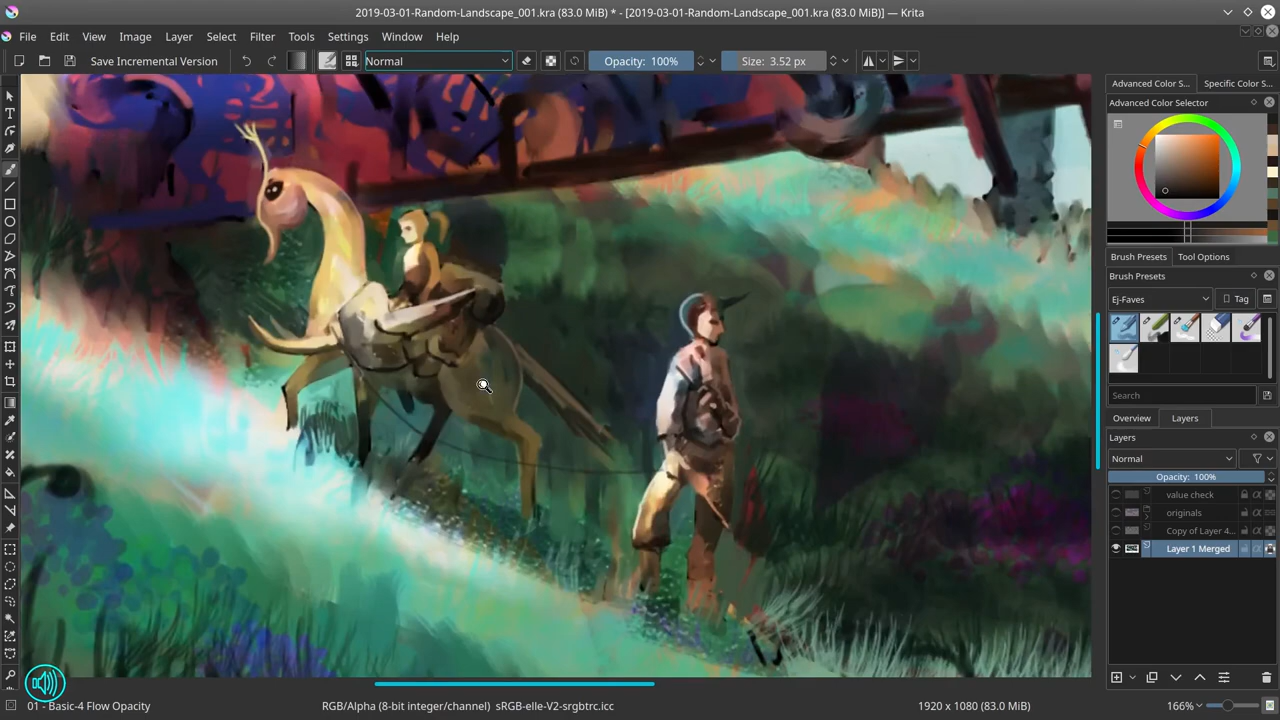 2019-03-01-Random-Landscape_001.kra (83.0 MiB) * - [2019-03-01-Random-Landscape_001.kra (83.0 MiB)] — Krita
File Edit View Image Layer Select Filter Tools Settings Window Help
Save Incremental Version Normal Opacity: 100% Size: 3.52 px
Advanced Color S... Specific Color S...
Advanced Color Selector
Brush Presets Tool Options
Brush Presets
Ej-Faves Tag
Search
Overview Layers
Layers
Normal
Opacity: 100%
value check
originals
Copy of Layer 4...
Layer 1 Merged
01 - Basic-4 Flow Opacity RGB/Alpha (8-bit integer/channel) sRGB-elle-V2-srgbtrc.icc 1920 x 1080 (83.0 MiB) 166%